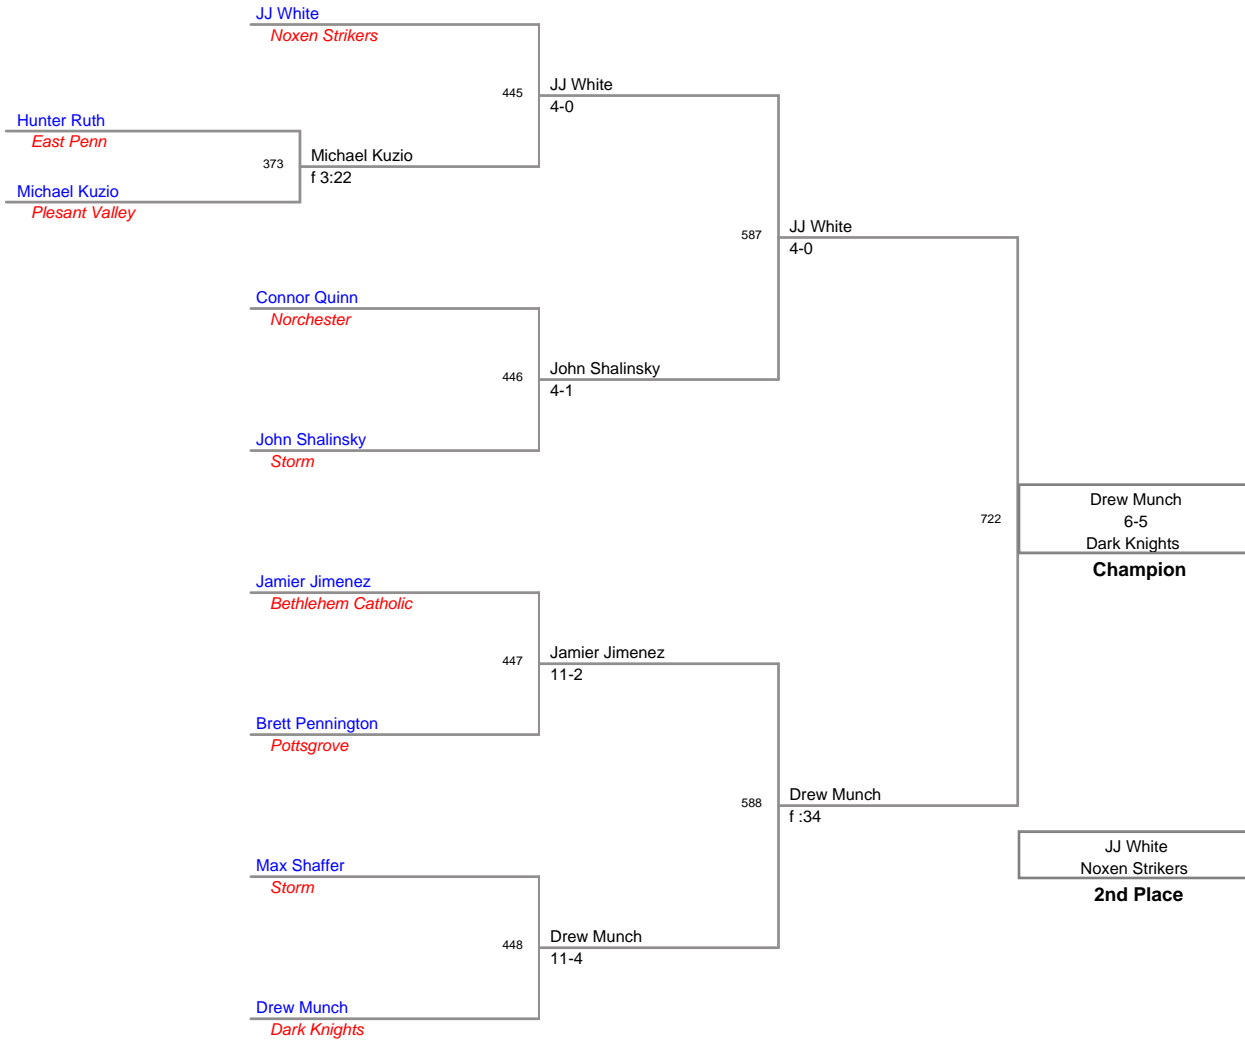 JJ White
Noxen Strikers
445
JJ White
4-0
Hunter Ruth
East Penn
373
Michael Kuzio
f 3:22
Michael Kuzio
Plesant Valley
587
JJ White
4-0
Connor Quinn
Norchester
446
John Shalinsky
4-1
John Shalinsky
Storm
722
Drew Munch
6-5
Dark Knights
Champion
Jamier Jimenez
Bethlehem Catholic
447
Jamier Jimenez
11-2
Brett Pennington
Pottsgrove
588
Drew Munch
f :34
JJ White
Noxen Strikers
2nd Place
Max Shaffer
Storm
448
Drew Munch
11-4
Drew Munch
Dark Knights